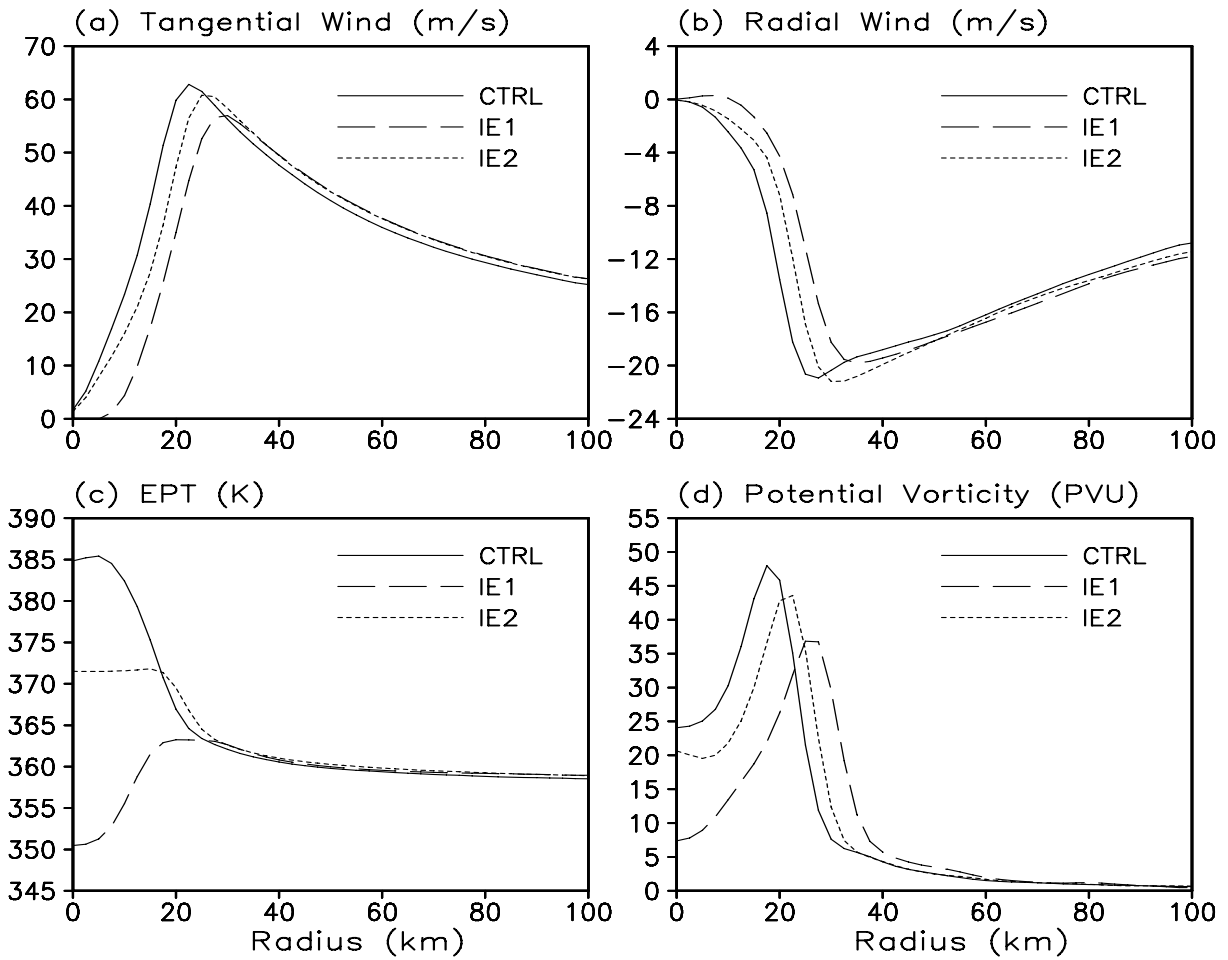 (a) Tangential Wind (m/s)
70
60
50
40
30
20
10
0
0 20 40 60 80 100
CTRL
IE1
IE2
(b) Radial Wind (m/s)
4
0
−4
−8
−12
−16
−20
−24
0 20 40 60 80 100
CTRL
IE1
IE2
(c) EPT (K)
390
385
380
375
370
365
360
355
350
345
0 20 40 60 80 100
Radius (km)
CTRL
IE1
IE2
(d) Potential Vorticity (PVU)
55
50
45
40
35
30
25
20
15
10
5
0
0 20 40 60 80 100
Radius (km)
CTRL
IE1
IE2